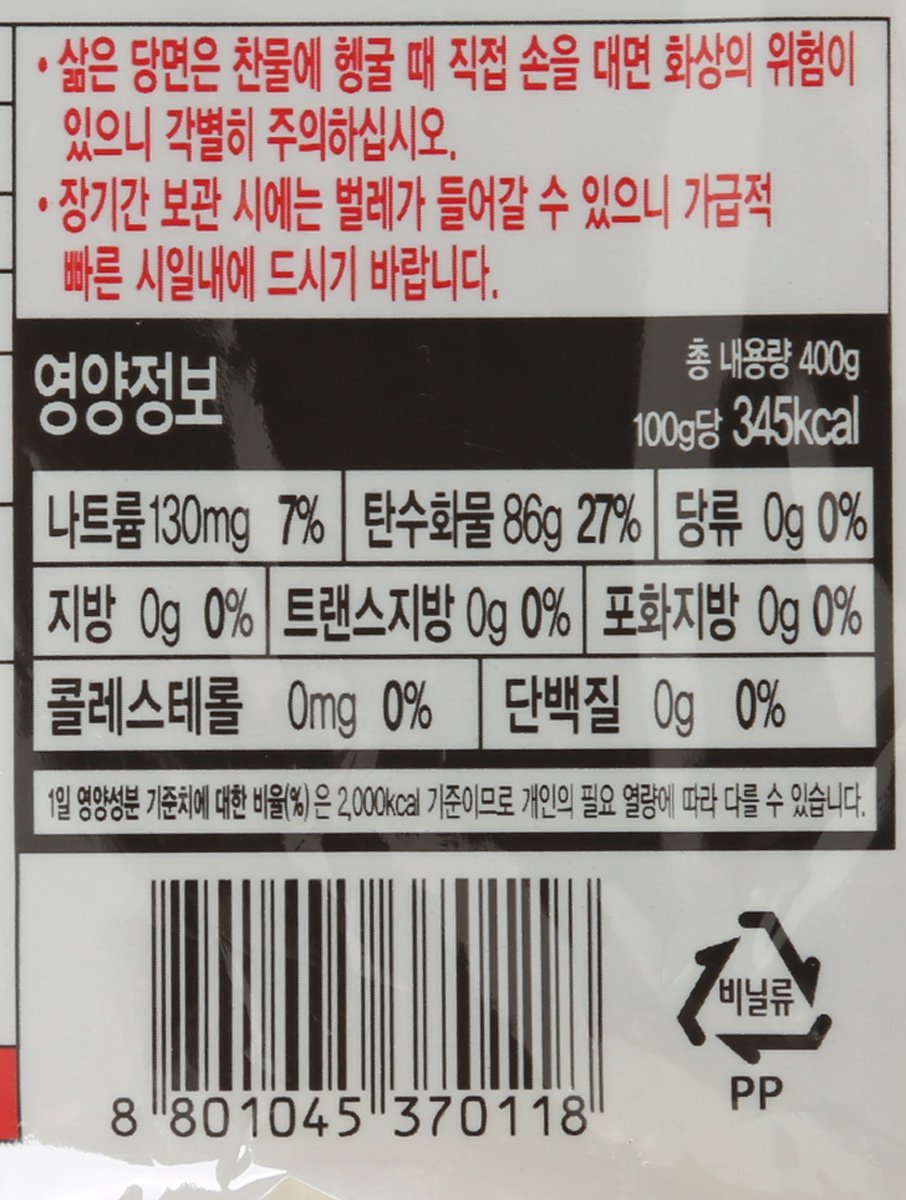 • 삶은 당면은 찬물에 헹굴 때 직접 손을 대면 화상의 위험이
있으니 각별히 주의하십시오.
• 장기간 보관 시에는 벌레가 들어갈 수 있으니 가급적
빠른 시일내에 드시기 바랍니다.
영양정보
총 내용량 400g
100g당 345kcal
나트륨 130mg 7% 탄수화물 86g 27% 당류 0g 0%
지방 0g 0% 트랜스지방 0g 0% 포화지방 0g 0%
콜레스테롤 0mg 0% 단백질 0g 0%
1일 영양성분 기준치에 대한 비율(%)은 2,000kcal 기준이므로 개인의 필요 열량에 따라 다를 수 있습니다.
비닐류
PP
8 801045 370118